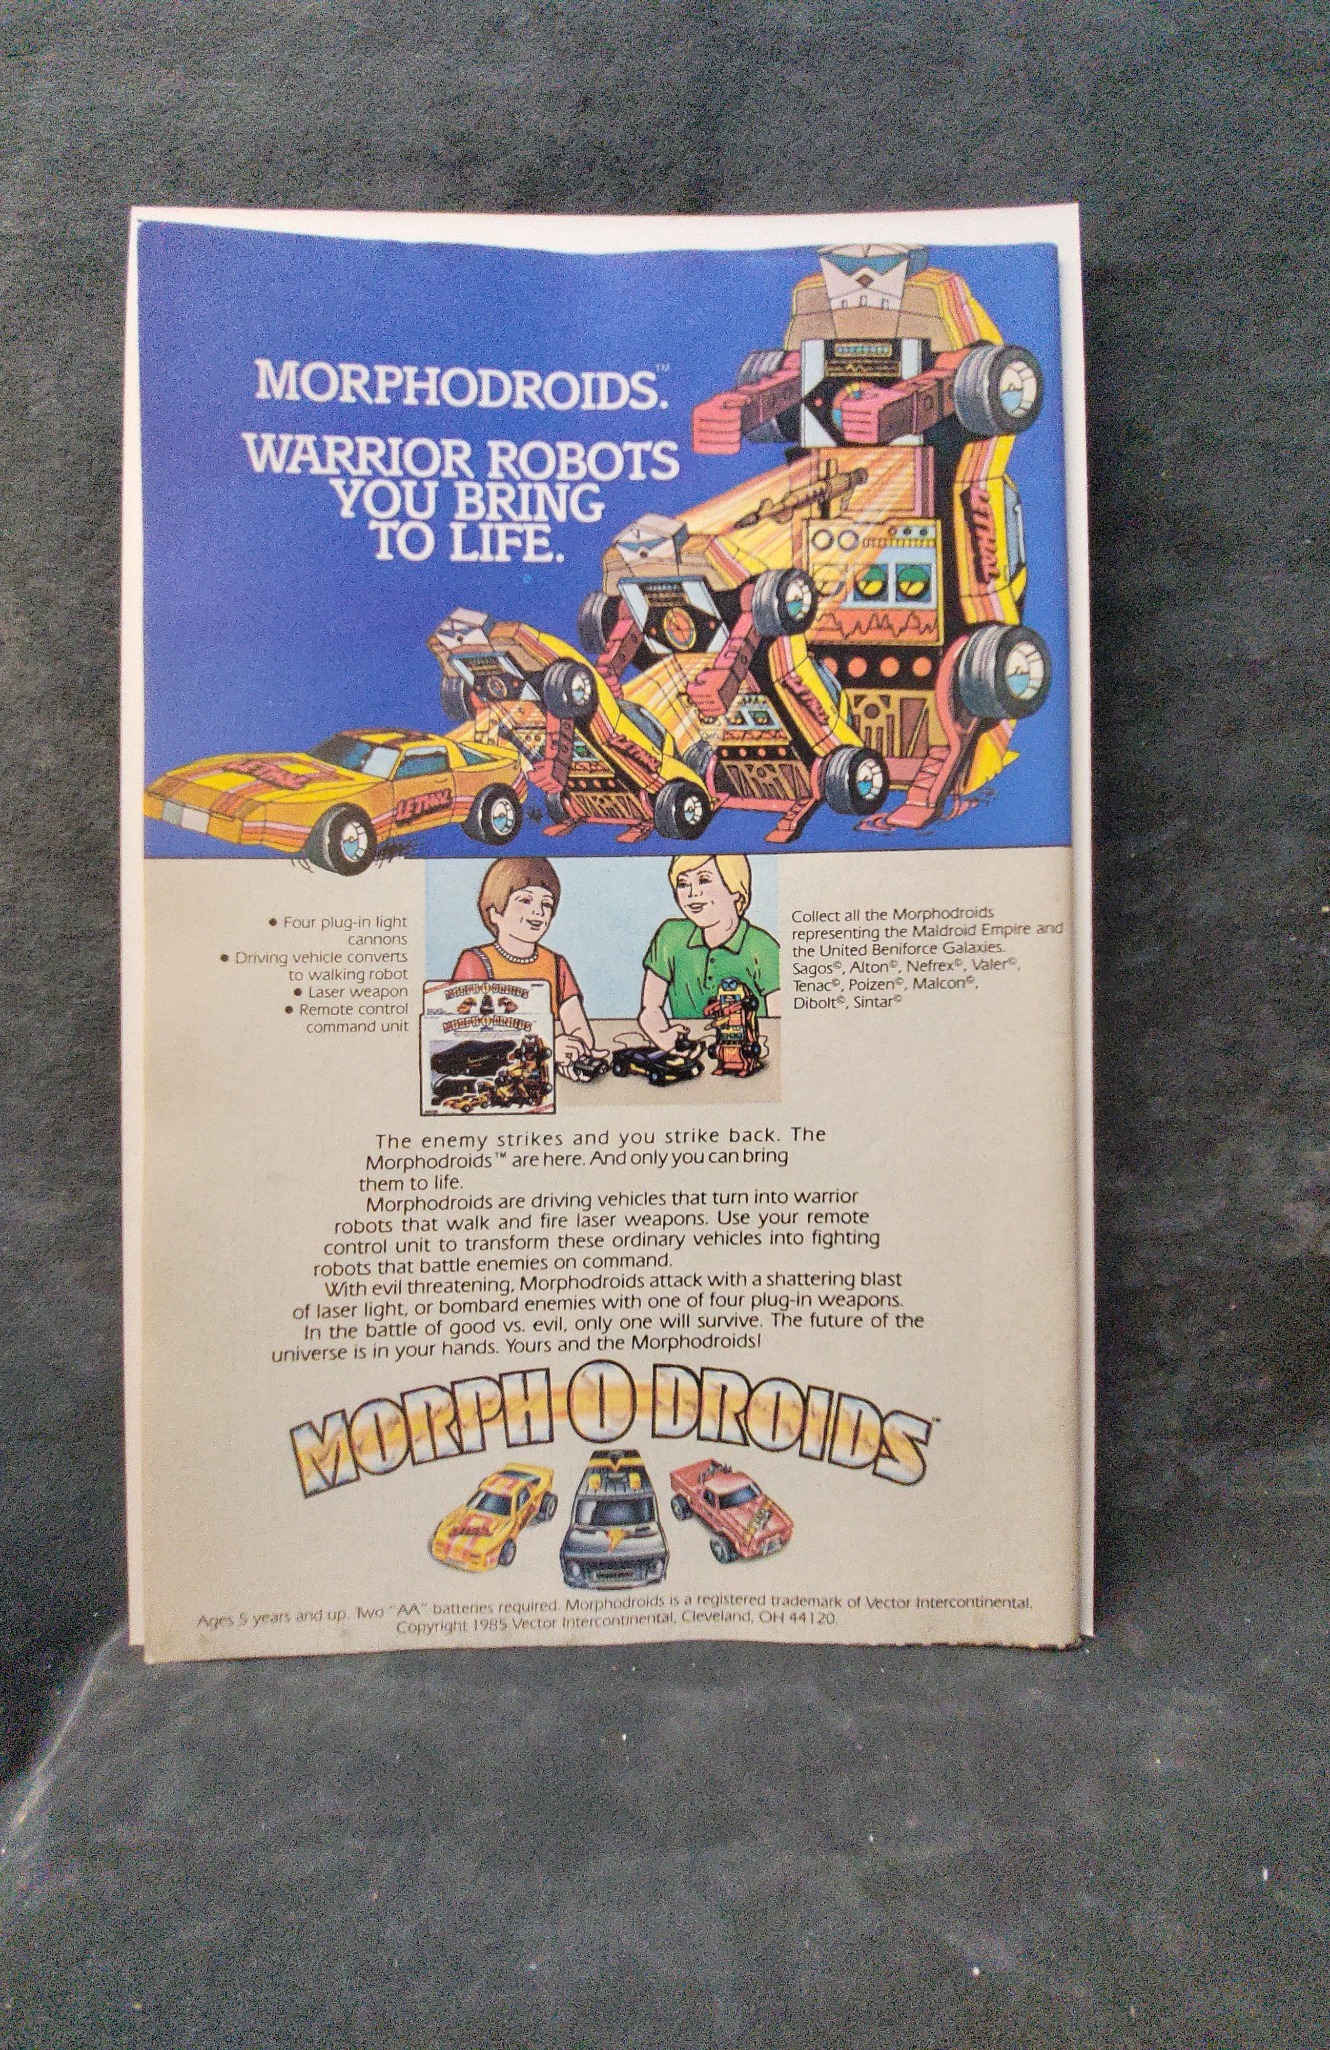 MORPHODROIDS.™
WARRIOR ROBOTS
YOU BRING
TO LIFE.
LETHAL
LETHAL
LETHAL
LETHAL
LETHAL
• Four plug-in light
cannons
• Driving vehicle converts
to walking robot
• Laser weapon
• Remote control
command unit
MORPH-O-DROIDS
MORPH-O-DROIDS
Collect all the Morphodroids
representing the Maldroid Empire and
the United Beniforce Galaxies.
Sagos©, Alton©, Nefrex©, Valer©,
Tenac©, Poizen©, Malcon©,
Dibolt©, Sintar©
The enemy strikes and you strike back. The
Morphodroids™ are here. And only you can bring
them to life.
Morphodroids are driving vehicles that turn into warrior
robots that walk and fire laser weapons. Use your remote
control unit to transform these ordinary vehicles into fighting
robots that battle enemies on command.
With evil threatening, Morphodroids attack with a shattering blast
of laser light, or bombard enemies with one of four plug-in weapons.
In the battle of good vs. evil, only one will survive. The future of the
universe is in your hands. Yours and the Morphodroids!
MORPH O DROIDS™
Ages 5 years and up. Two "AA" batteries required. Morphodroids is a registered trademark of Vector Intercontinental.
Copyright 1985 Vector Intercontinental, Cleveland, OH 44120